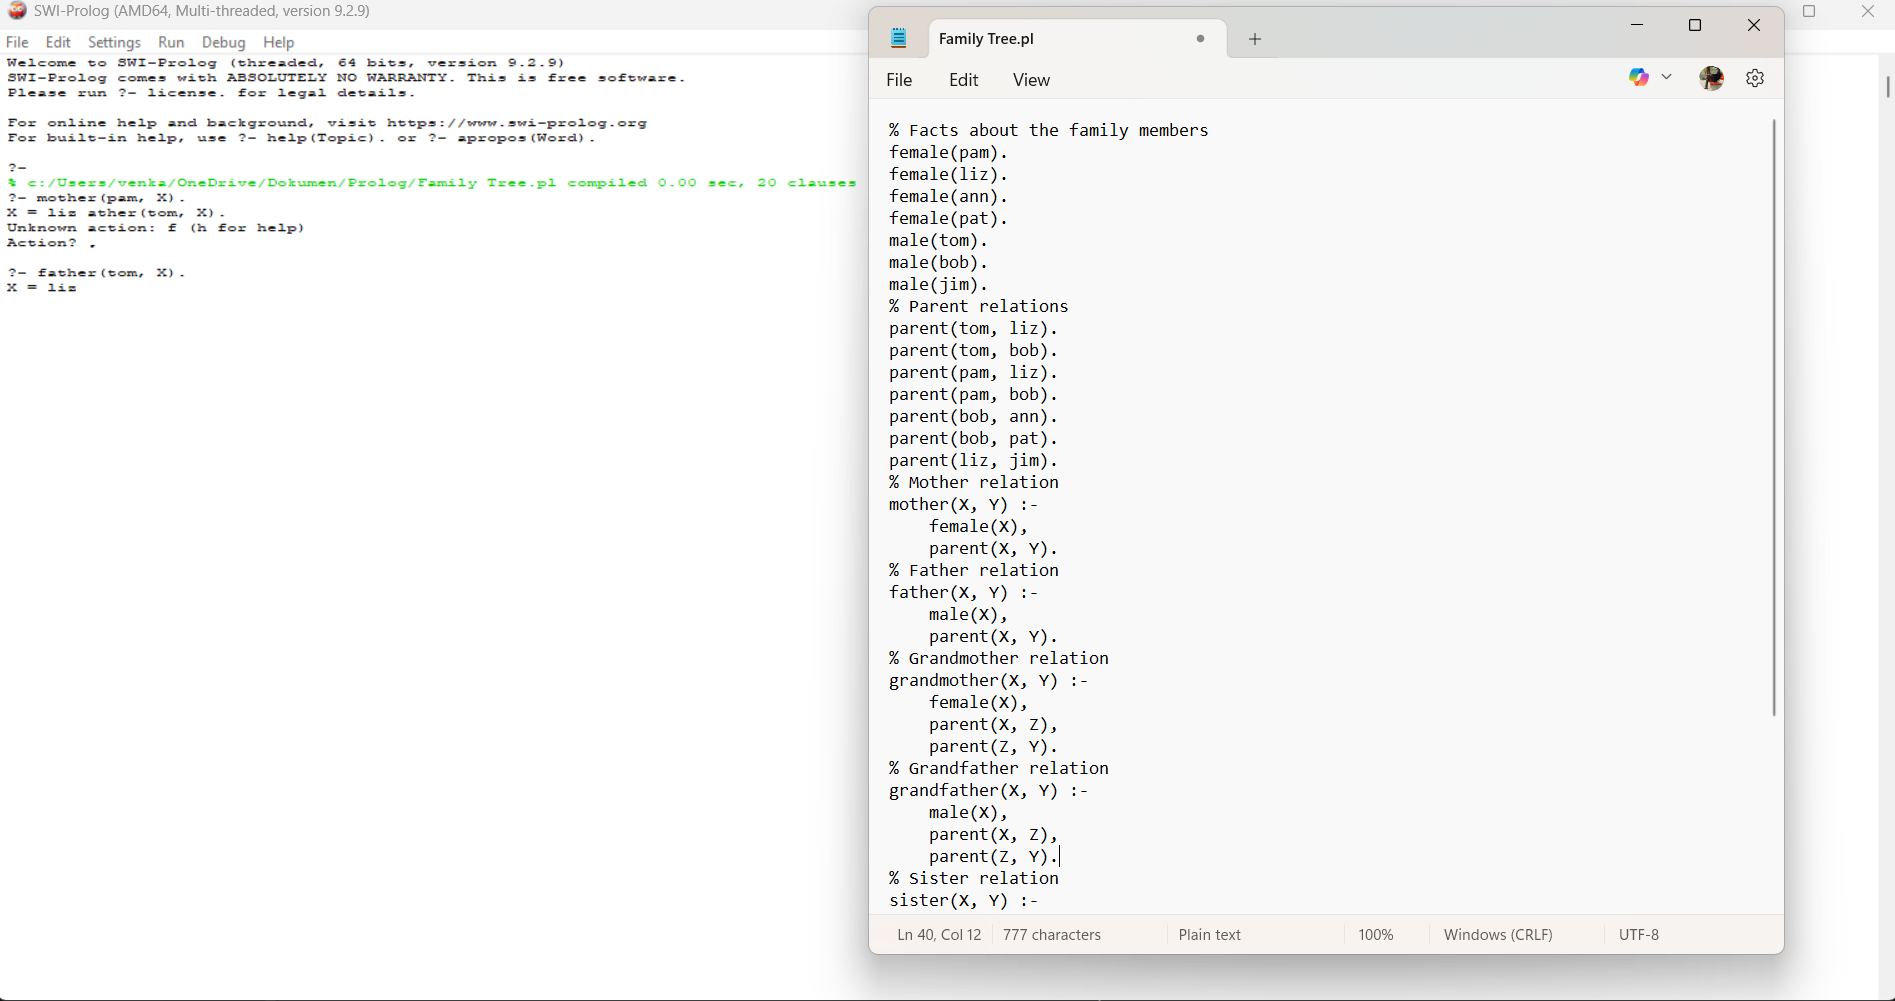 SWI-Prolog (AMD64, Multi-threaded, version 9.2.9)
File Edit Settings Run Debug Help
Welcome to SWI-Prolog (threaded, 64 bits, version 9.2.9)
SWI-Prolog comes with ABSOLUTELY NO WARRANTY. This is free software.
Please run ?- license. for legal details.
For online help and background, visit https://www.swi-prolog.org
For built-in help, use ?- help(Topic). or ?- apropos(Word).
?-
% c:/Users/venka/OneDrive/Dokumen/Prolog/Family Tree.pl compiled 0.00 sec, 20 clauses
?- mother(pam, X).
X = liz ather(tom, X).
Unknown action: f (h for help)
Action? .
?- father(tom, X).
X = liz
Family Tree.pl
File Edit View
% Facts about the family members
female(pam).
female(liz).
female(ann).
female(pat).
male(tom).
male(bob).
male(jim).
% Parent relations
parent(tom, liz).
parent(tom, bob).
parent(pam, liz).
parent(pam, bob).
parent(bob, ann).
parent(bob, pat).
parent(liz, jim).
% Mother relation
mother(X, Y) :-
    female(X),
    parent(X, Y).
% Father relation
father(X, Y) :-
    male(X),
    parent(X, Y).
% Grandmother relation
grandmother(X, Y) :-
    female(X),
    parent(X, Z),
    parent(Z, Y).
% Grandfather relation
grandfather(X, Y) :-
    male(X),
    parent(X, Z),
    parent(Z, Y).
% Sister relation
sister(X, Y) :-
Ln 40, Col 12 777 characters Plain text 100% Windows (CRLF) UTF-8